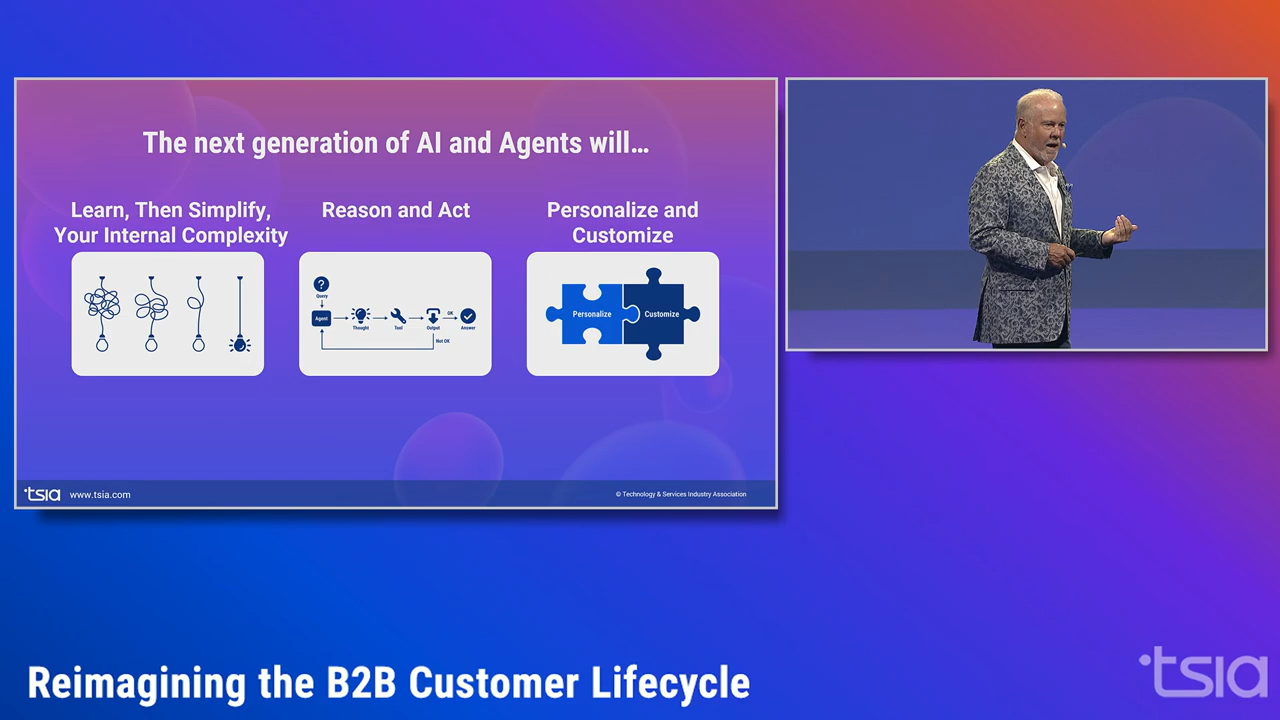 The next generation of AI and Agents will...
Learn, Then Simplify,
Your Internal Complexity
Reason and Act
Personalize and
Customize
?
Query
Agent
Thought
Tool
Output
OK
Answer
Not OK
Personalize
Customize
tsia
www.tsia.com
© Technology & Services Industry Association
Reimagining the B2B Customer Lifecycle
tsia